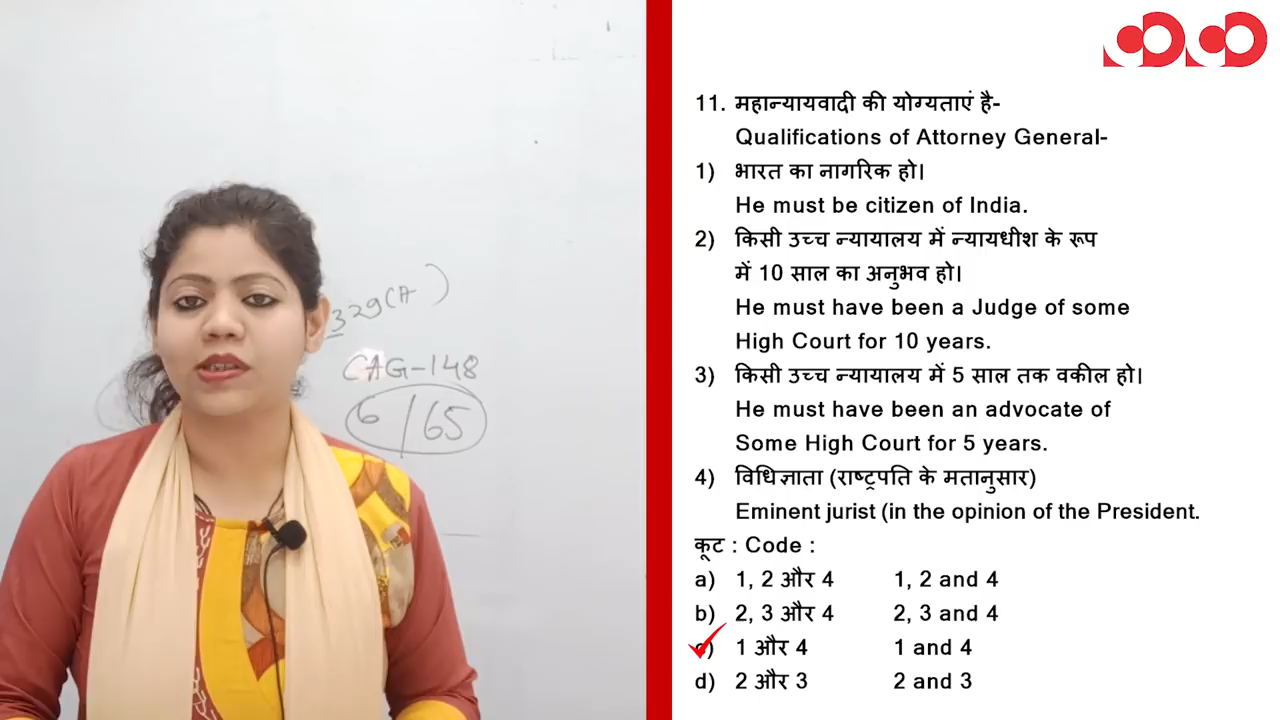 329(A)
CAG-148
6/65
11. महान्यायवादी की योग्यताएं है-
Qualifications of Attorney General-
1) भारत का नागरिक हो।
He must be citizen of India.
2) किसी उच्च न्यायालय में न्यायधीश के रूप
में 10 साल का अनुभव हो।
He must have been a Judge of some
High Court for 10 years.
3) किसी उच्च न्यायालय में 5 साल तक वकील हो।
He must have been an advocate of
Some High Court for 5 years.
4) विधिज्ञाता (राष्ट्रपति के मतानुसार)
Eminent jurist (in the opinion of the President.
कूट : Code :
a) 1, 2 और 4 1, 2 and 4
b) 2, 3 और 4 2, 3 and 4
c) 1 और 4 1 and 4
d) 2 और 3 2 and 3